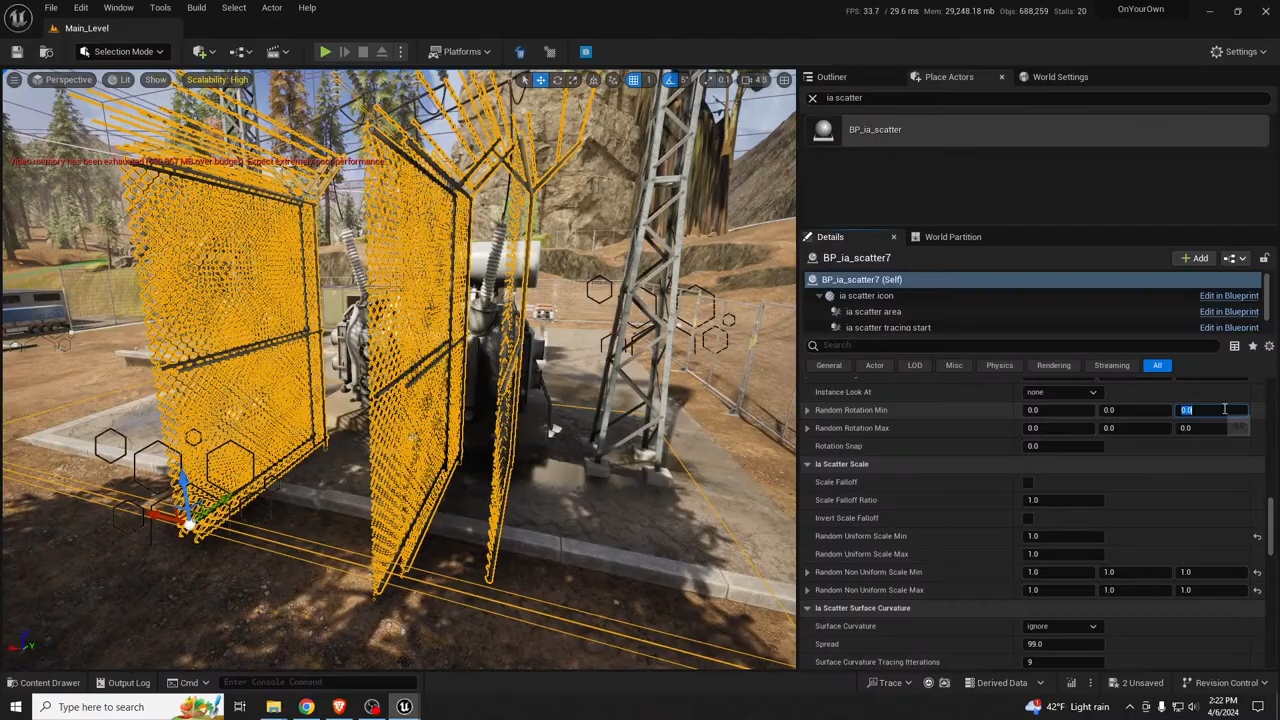 File Edit Window Tools Build Select Actor Help
FPS: 33.7 / 29.6 ms Mem: 29,248.18 mb Objs: 688,259 Stalls: 20
OnYourOwn
Main_Level
Selection Mode
Platforms
Settings
Perspective Lit Show Scalability: High
1 5° 0.1 4 8
Outliner Place Actors World Settings
ia scatter
BP_ia_scatter
Details World Partition
BP_ia_scatter7
Add
BP_ia_scatter7 (Self)
ia scatter icon Edit in Blueprint
ia scatter area Edit in Blueprint
ia scatter tracing start Edit in Blueprint
Search
General Actor LOD Misc Physics Rendering Streaming All
Instance Look At none
Random Rotation Min 0.0 0.0 0.0
Random Rotation Max 0.0 0.0 0.0
Rotation Snap 0.0
Ia Scatter Scale
Scale Falloff
Scale Falloff Ratio 1.0
Invert Scale Falloff
Random Uniform Scale Min 1.0
Random Uniform Scale Max 1.0
Random Non Uniform Scale Min 1.0 1.0 1.0
Random Non Uniform Scale Max 1.0 1.0 1.0
Ia Scatter Surface Curvature
Surface Curvature ignore
Spread 99.0
Surface Curvature Tracing Itterations 9
Content Drawer Output Log Cmd Enter Console Command
Trace Derived Data 2 Unsaved Revision Control
Type here to search
42°F Light rain
2:22 PM
4/6/2024